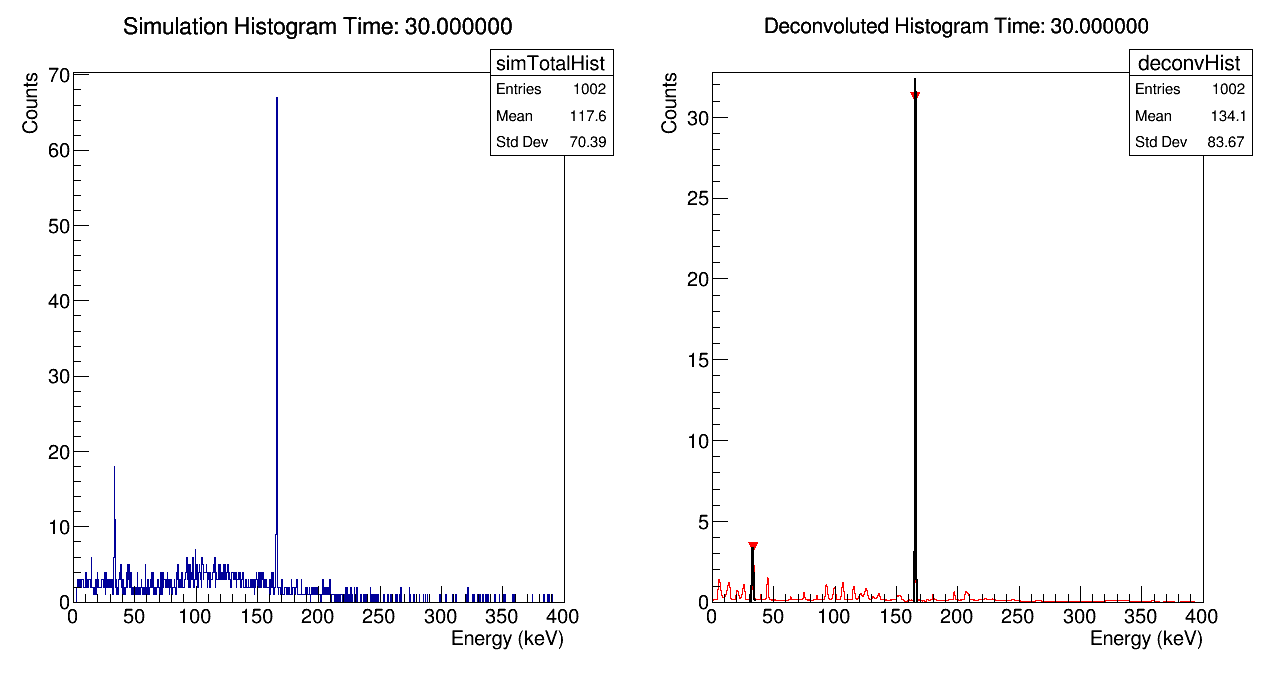 Simulation Histogram Time: 30.000000
simTotalHist
Entries 1002
Mean 117.6
Std Dev 70.39
Counts
70
60
50
40
30
20
10
0
0 50 100 150 200 250 300 350 400
Energy (keV)
Deconvoluted Histogram Time: 30.000000
deconvHist
Entries 1002
Mean 134.1
Std Dev 83.67
Counts
30
25
20
15
10
5
0
0 50 100 150 200 250 300 350 400
Energy (keV)